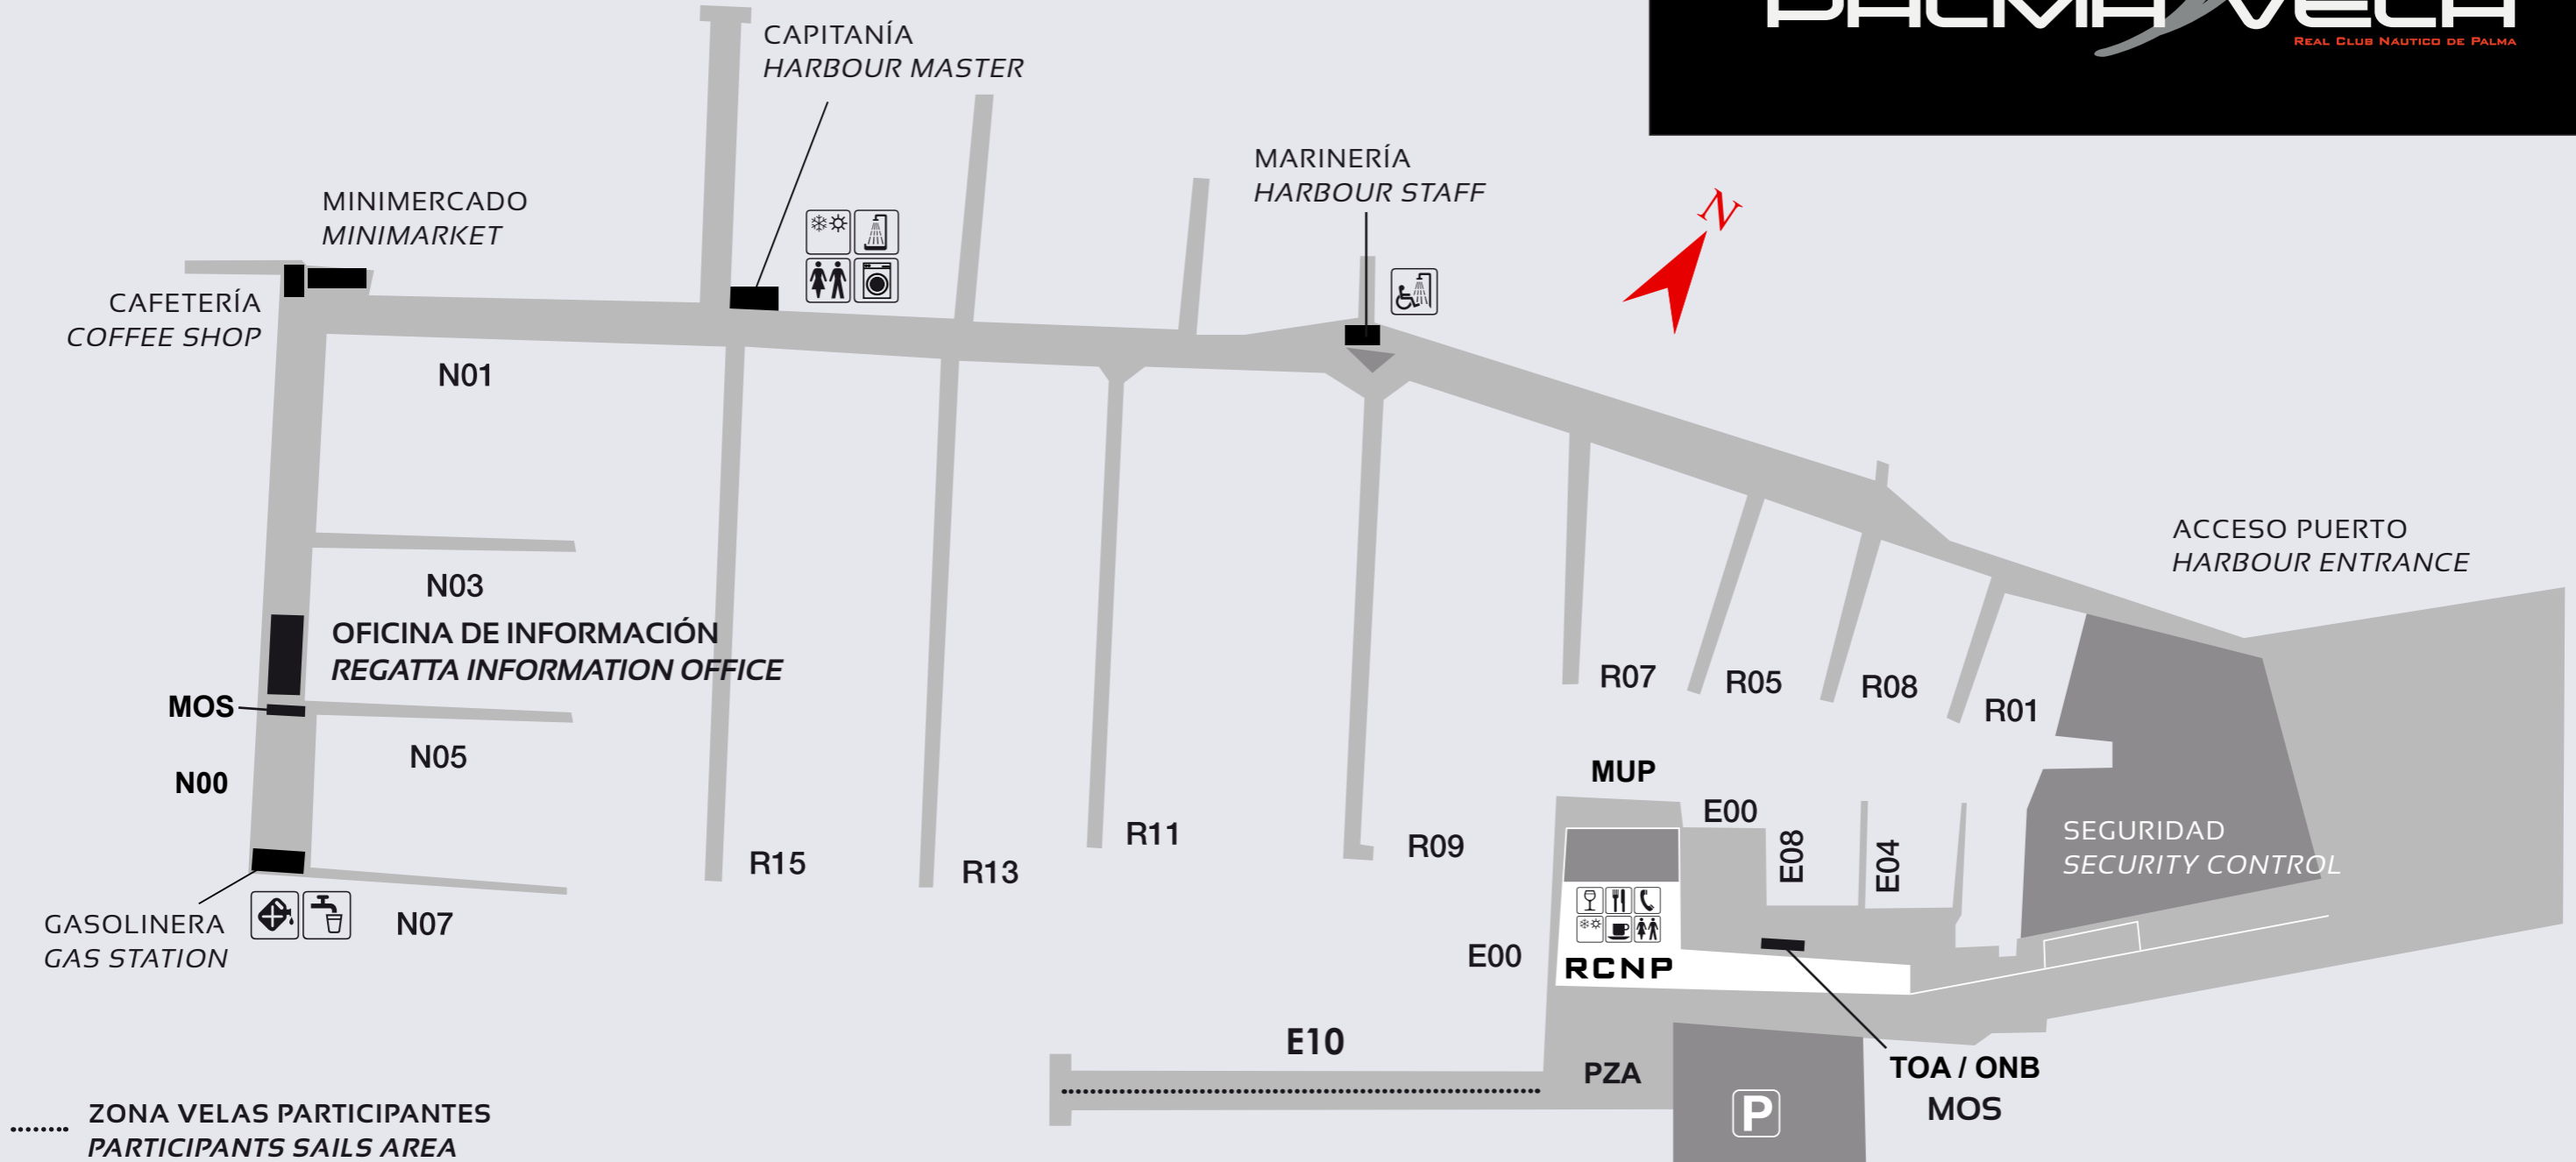 PALMA VELA
REAL CLUB NAUTICO DE PALMA
CAPITANÍA
HARBOUR MASTER
MARINERÍA
HARBOUR STAFF
N
MINIMERCADO
MINIMARKET
CAFETERÍA
COFFEE SHOP
N01
ACCESO PUERTO
HARBOUR ENTRANCE
N03
OFICINA DE INFORMACIÓN
REGATTA INFORMATION OFFICE
MOS
N05
N00
R07
R05
R08
R01
MUP
E00
R15
R13
R11
R09
E08
E04
SEGURIDAD
SECURITY CONTROL
GASOLINERA
GAS STATION
N07
E00
RCNP
E10
PZA
TOA / ONB
MOS
P
ZONA VELAS PARTICIPANTES
PARTICIPANTS SAILS AREA